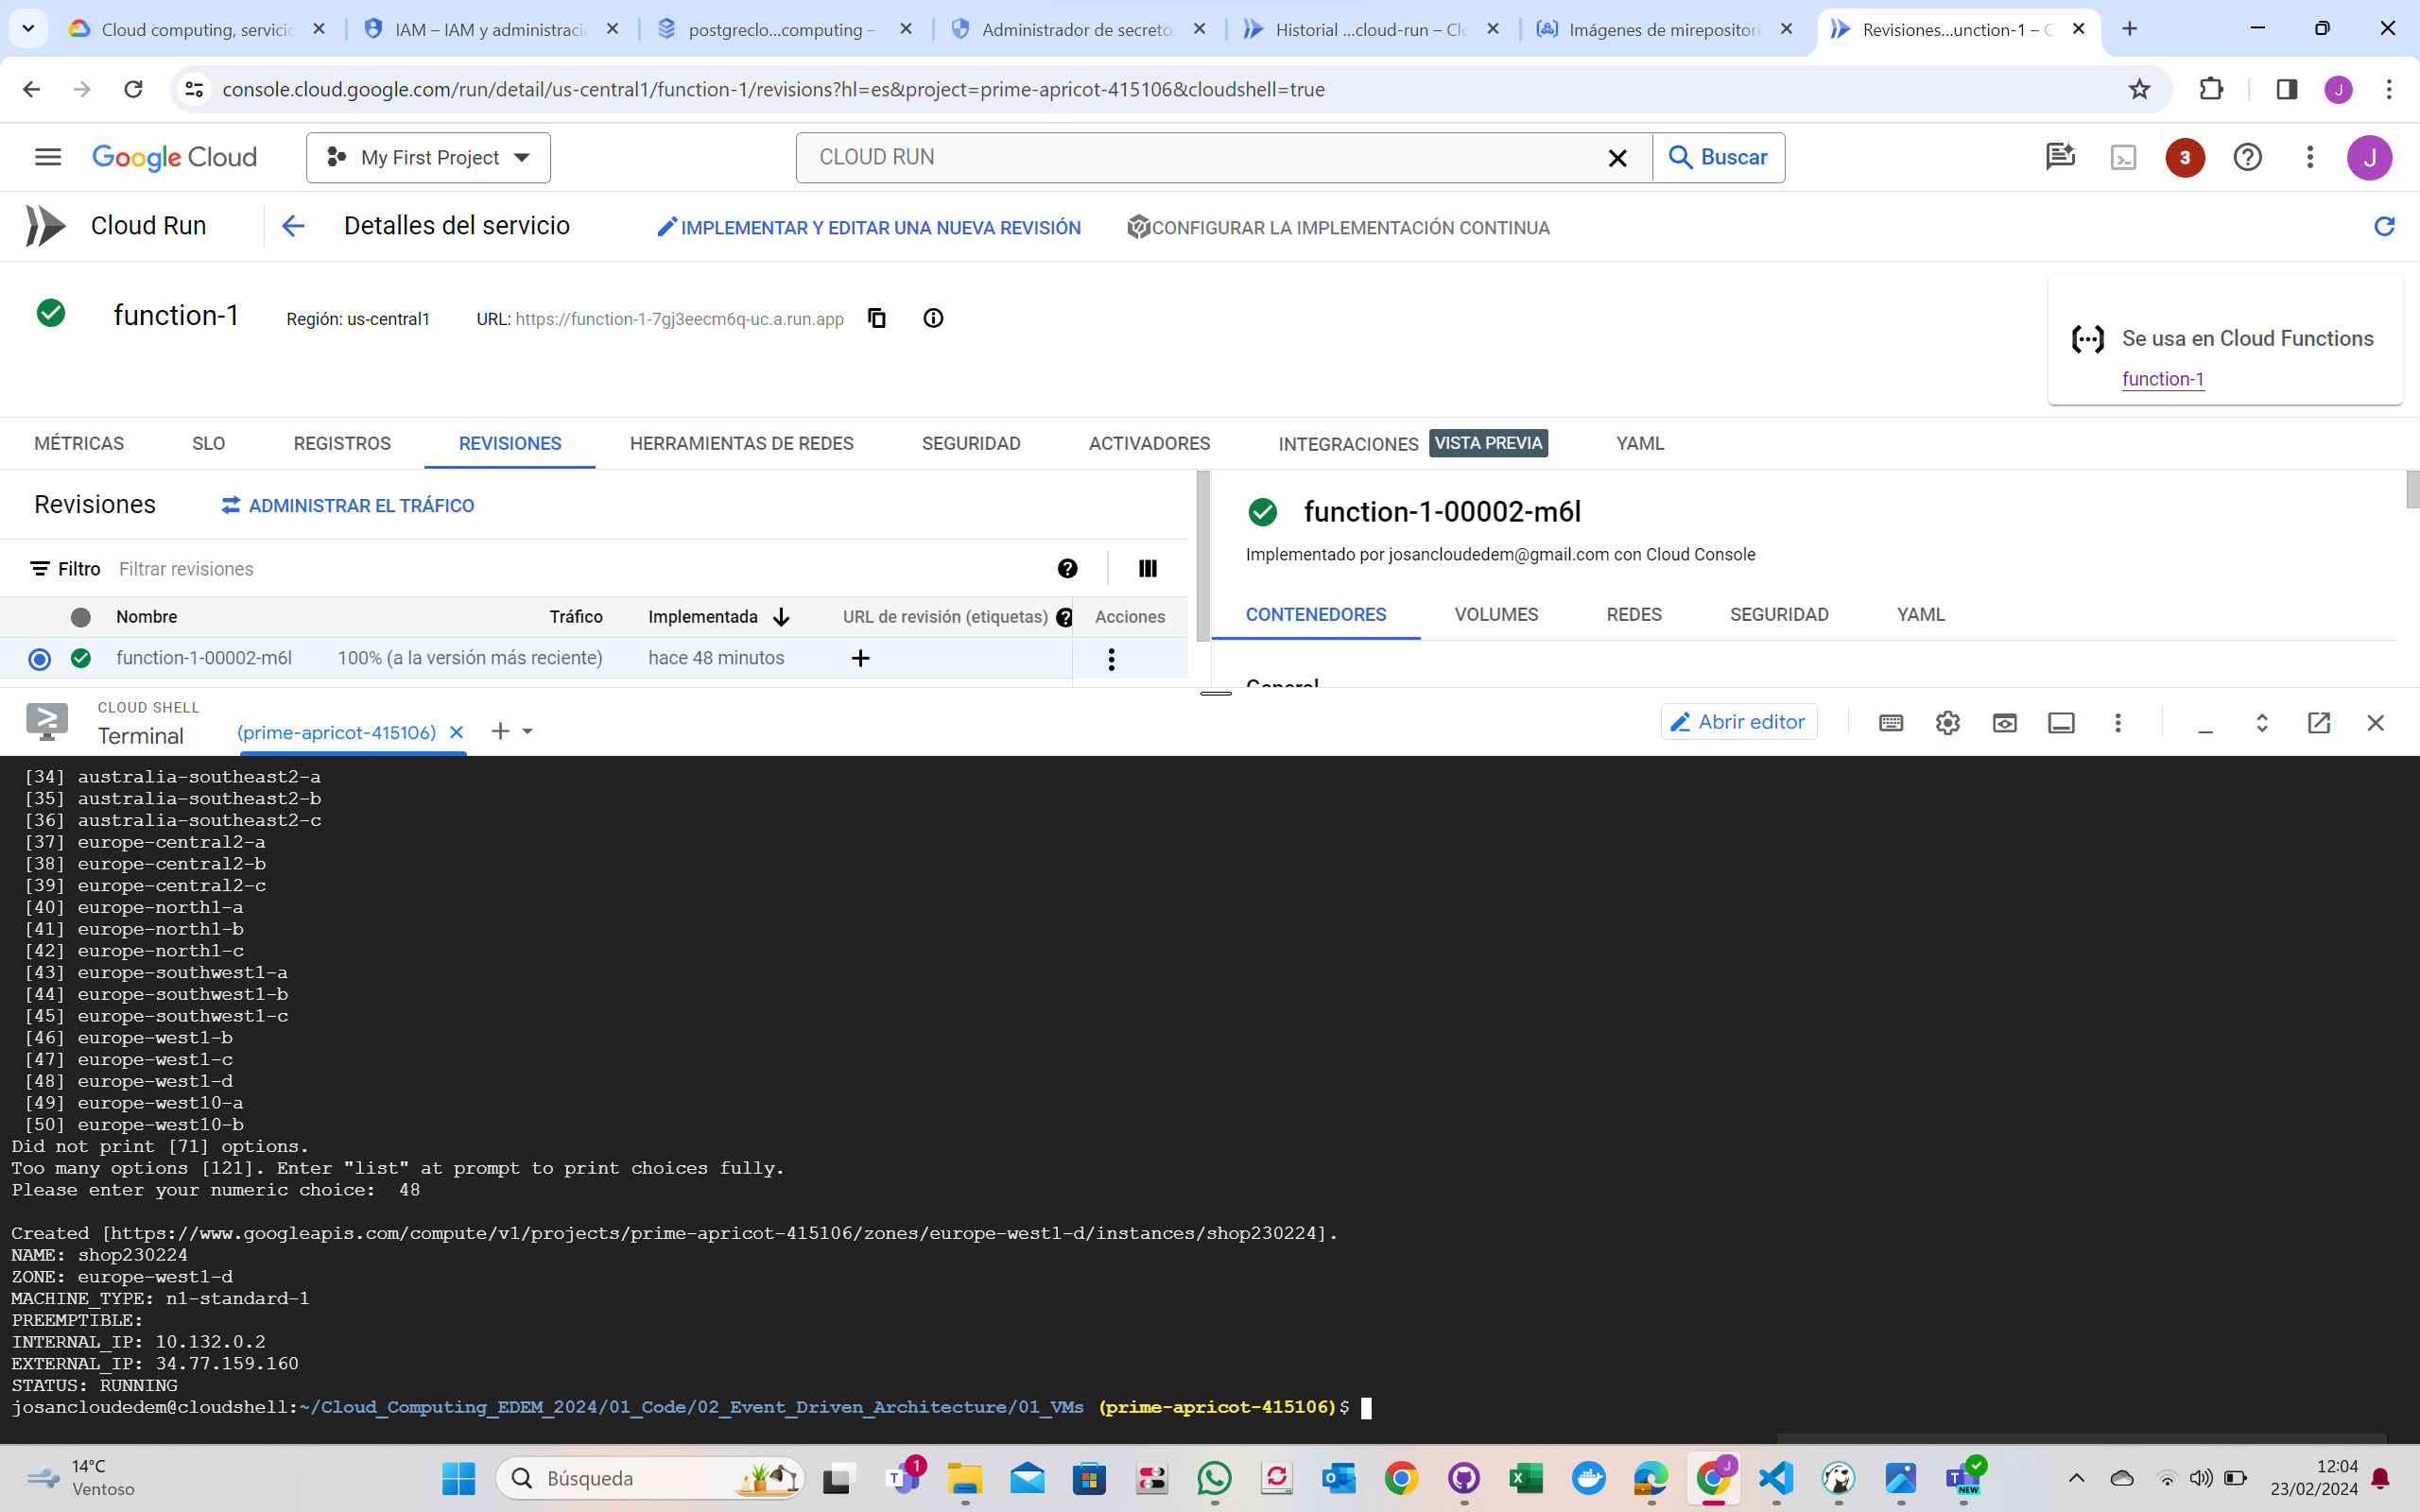 Cloud computing, servicio
IAM – IAM y administraci
postgreclo...computing –
Administrador de secreto
Historial ...cloud-run – Clo
Imágenes de mirepositori
Revisiones...unction-1 – C
console.cloud.google.com/run/detail/us-central1/function-1/revisions?hl=es&project=prime-apricot-415106&cloudshell=true
J
Google Cloud
My First Project
CLOUD RUN
Buscar
3
J
Cloud Run
Detalles del servicio
IMPLEMENTAR Y EDITAR UNA NUEVA REVISIÓN
CONFIGURAR LA IMPLEMENTACIÓN CONTINUA
function-1
Región: us-central1
URL: https://function-1-7gj3eecm6q-uc.a.run.app
Se usa en Cloud Functions
function-1
MÉTRICAS SLO REGISTROS REVISIONES HERRAMIENTAS DE REDES SEGURIDAD ACTIVADORES INTEGRACIONES VISTA PREVIA YAML
Revisiones
ADMINISTRAR EL TRÁFICO
Filtro Filtrar revisiones
Nombre Tráfico Implementada URL de revisión (etiquetas) Acciones
function-1-00002-m6l 100% (a la versión más reciente) hace 48 minutos
function-1-00002-m6l
Implementado por josancloudedem@gmail.com con Cloud Console
CONTENEDORES VOLUMES REDES SEGURIDAD YAML
General
CLOUD SHELL
Terminal
(prime-apricot-415106)
Abrir editor
[34] australia-southeast2-a
[35] australia-southeast2-b
[36] australia-southeast2-c
[37] europe-central2-a
[38] europe-central2-b
[39] europe-central2-c
[40] europe-north1-a
[41] europe-north1-b
[42] europe-north1-c
[43] europe-southwest1-a
[44] europe-southwest1-b
[45] europe-southwest1-c
[46] europe-west1-b
[47] europe-west1-c
[48] europe-west1-d
[49] europe-west10-a
[50] europe-west10-b
Did not print [71] options.
Too many options [121]. Enter "list" at prompt to print choices fully.
Please enter your numeric choice:  48
Created [https://www.googleapis.com/compute/v1/projects/prime-apricot-415106/zones/europe-west1-d/instances/shop230224].
NAME: shop230224
ZONE: europe-west1-d
MACHINE_TYPE: n1-standard-1
PREEMPTIBLE:
INTERNAL_IP: 10.132.0.2
EXTERNAL_IP: 34.77.159.160
STATUS: RUNNING
josancloudedem@cloudshell:~/Cloud_Computing_EDEM_2024/01_Code/02_Event_Driven_Architecture/01_VMs (prime-apricot-415106)$
14°C
Ventoso
Búsqueda
1
J
NEW
12:04
23/02/2024